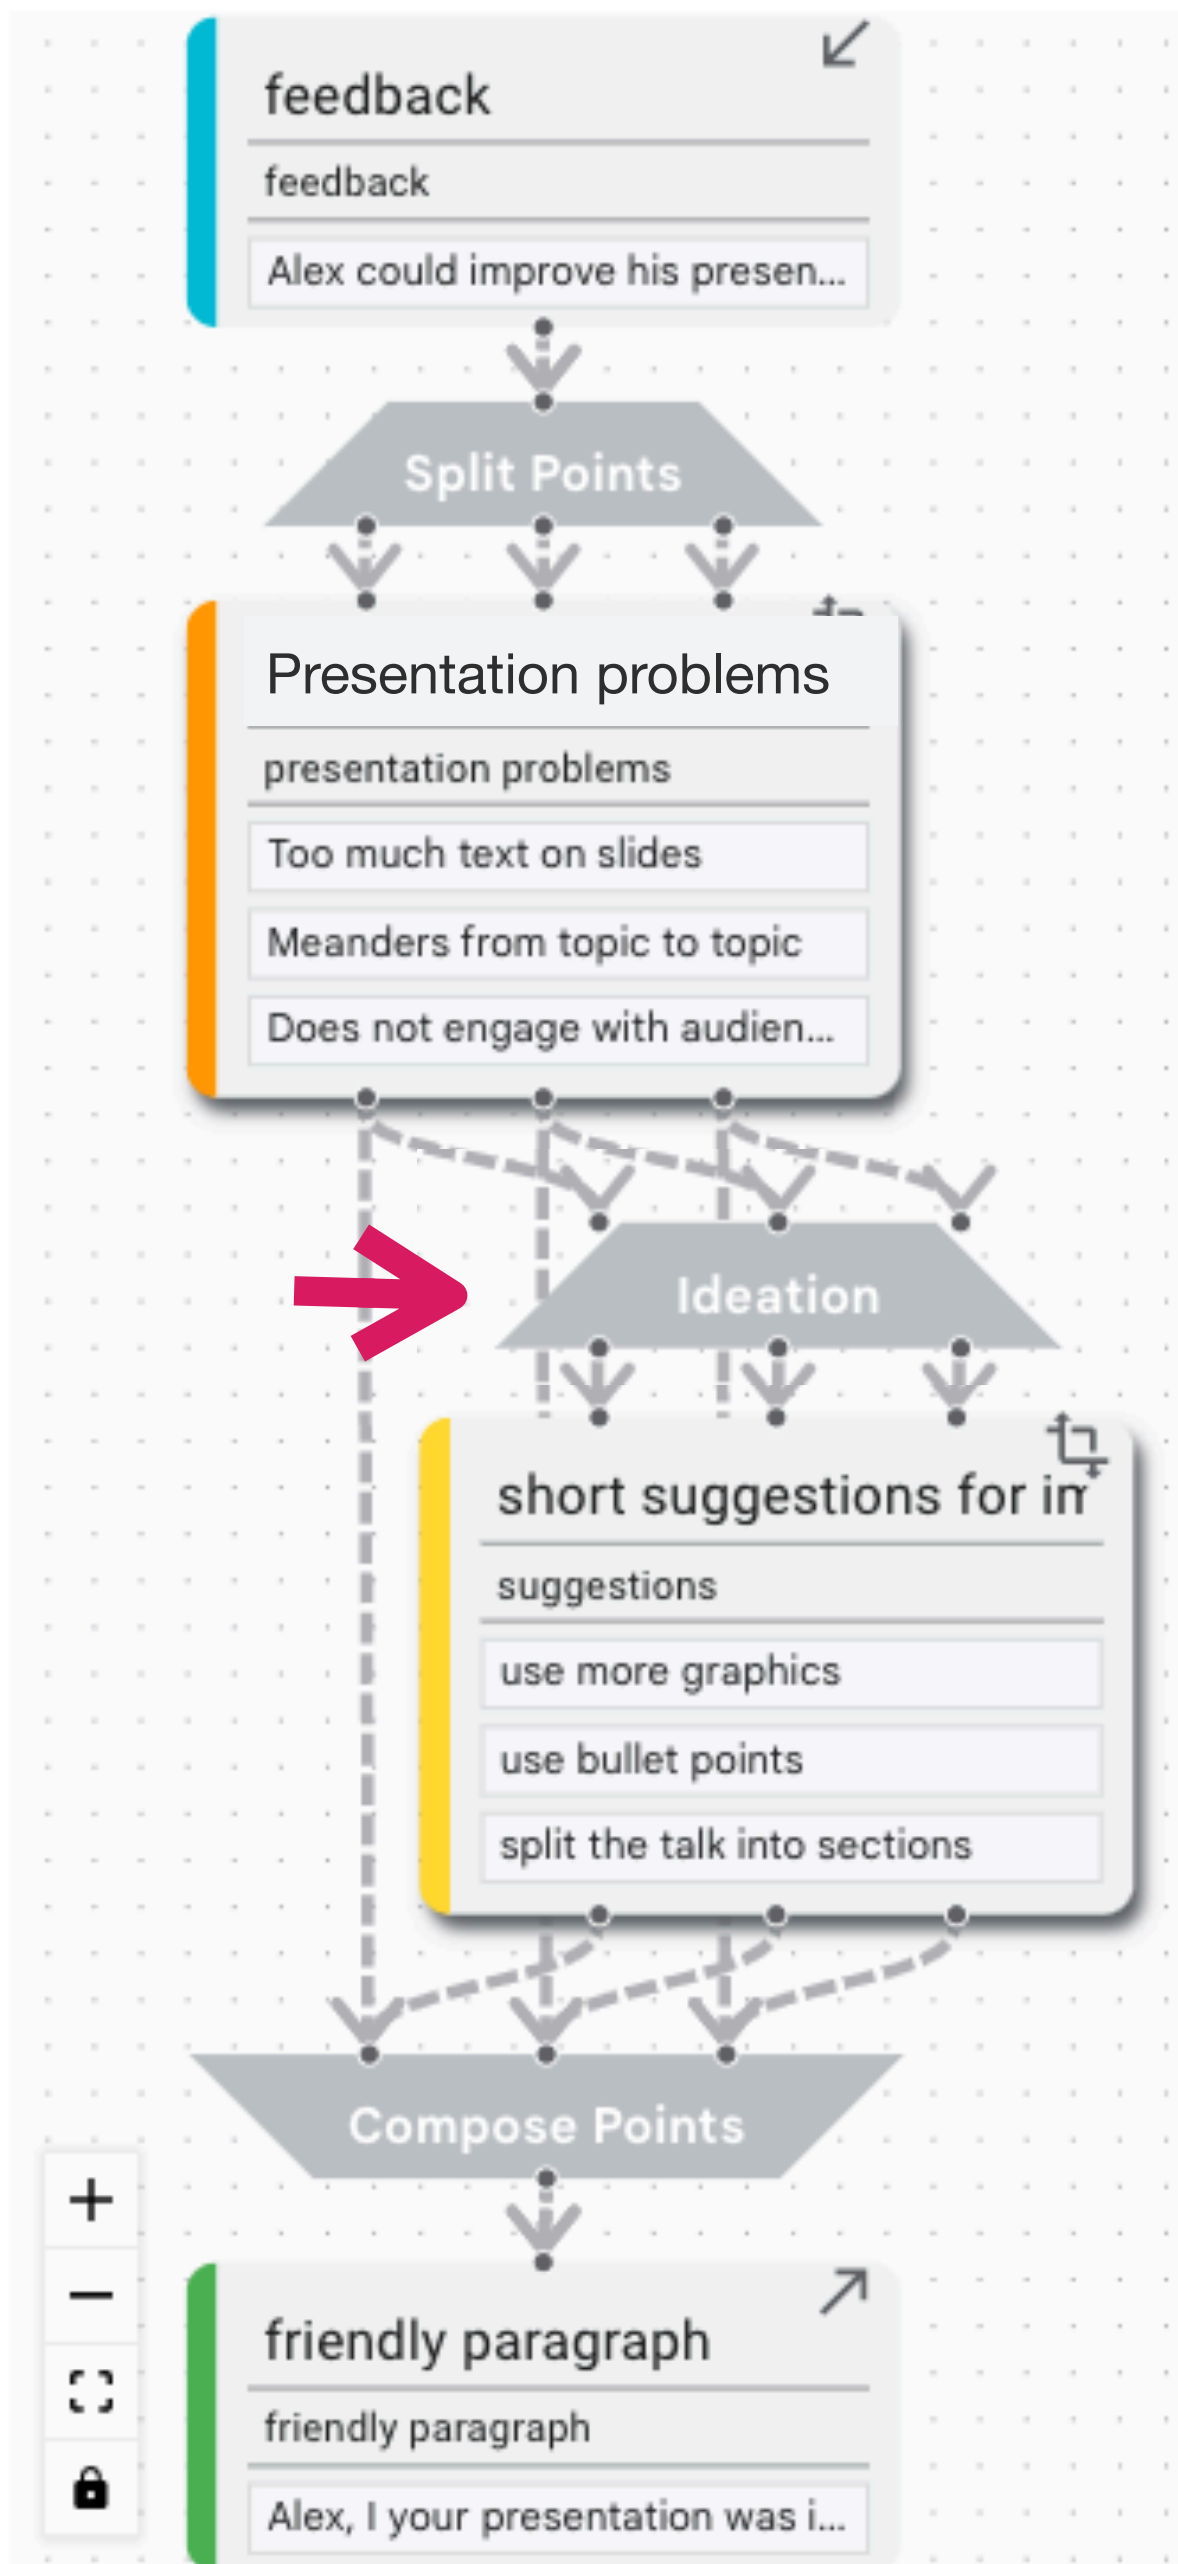 feedback
feedback
Alex could improve his presen...
Split Points
Presentation problems
presentation problems
Too much text on slides
Meanders from topic to topic
Does not engage with audien...
Ideation
short suggestions for im
suggestions
use more graphics
use bullet points
split the talk into sections
Compose Points
friendly paragraph
friendly paragraph
Alex, I your presentation was i...